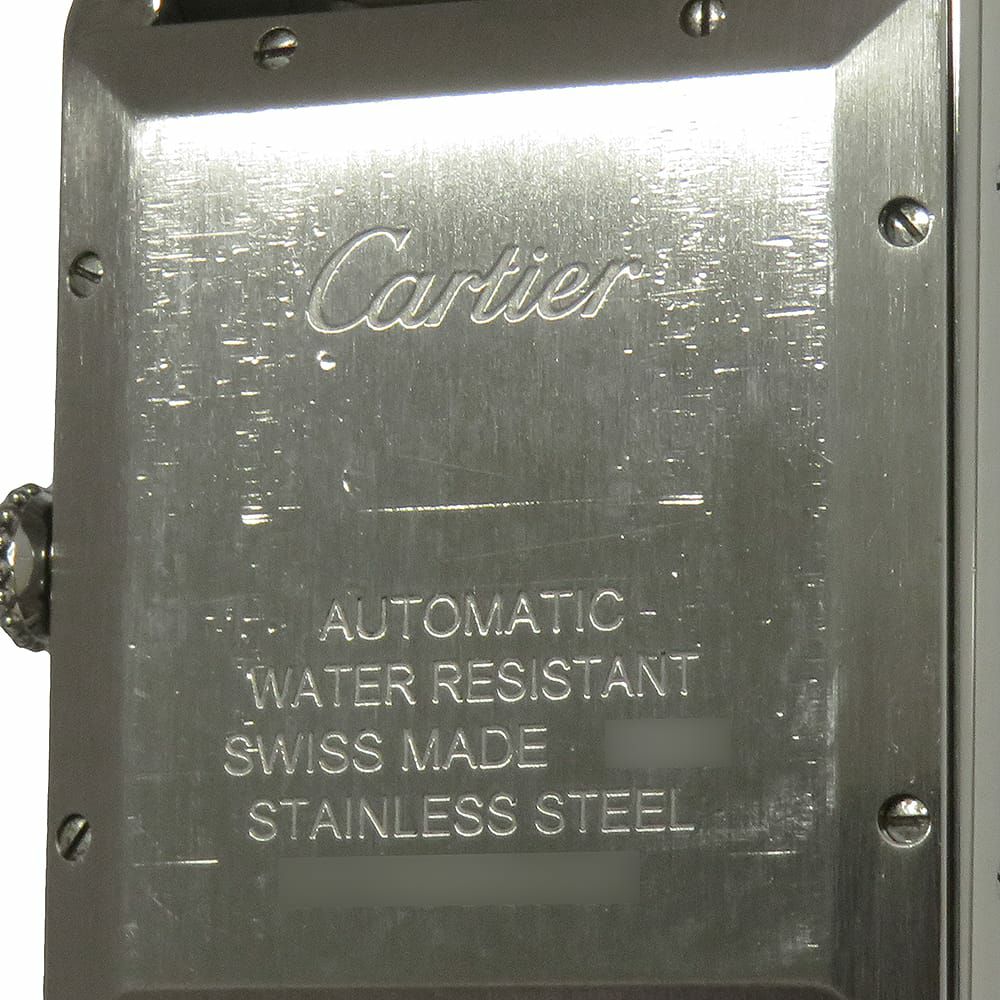 Cartier
AUTOMATIC
WATER RESISTANT
SWISS MADE
STAINLESS STEEL